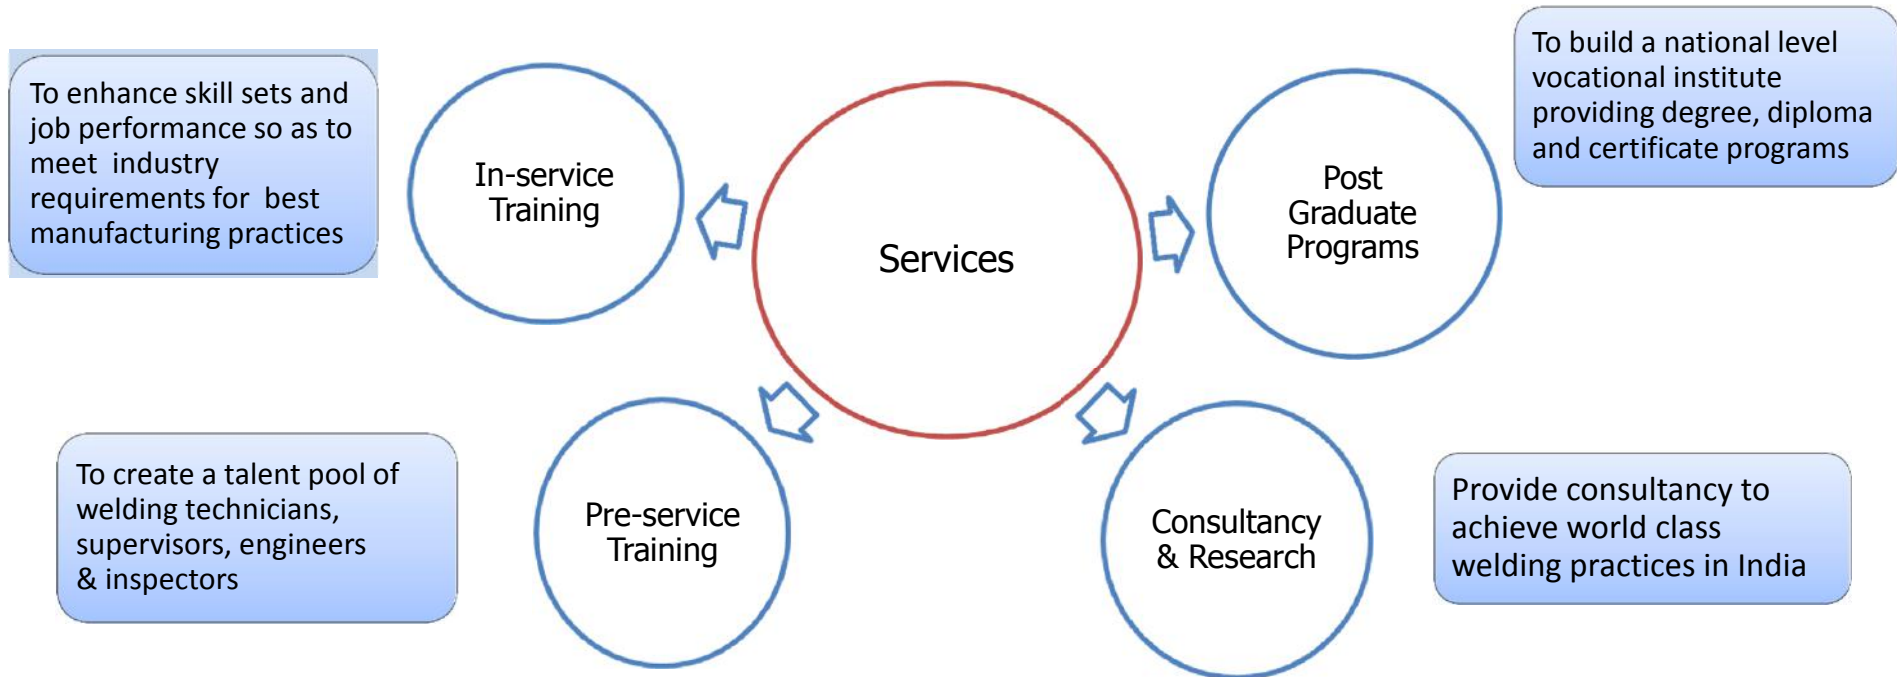 To enhance skill sets and
job performance so as to
meet industry
requirements for best
manufacturing practices
In-service
Training
Services
Post
Graduate
Programs
To build a national level
vocational institute
providing degree, diploma
and certificate programs
To create a talent pool of
welding technicians,
supervisors, engineers
& inspectors
Pre-service
Training
Consultancy
& Research
Provide consultancy to
achieve world class
welding practices in India